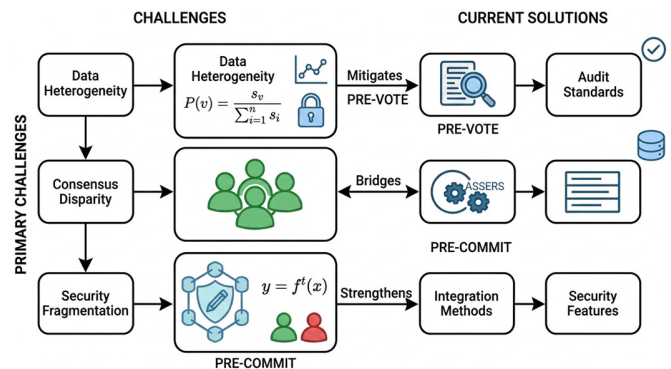 CHALLENGES
CURRENT SOLUTIONS
PRIMARY CHALLENGES
Data
Heterogeneity
Data
Heterogeneity
P(v) = s_v / ∑_{i=1}^{n} s_i
Mitigates
PRE-VOTE
PRE-VOTE
Audit
Standards
Consensus
Disparity
Bridges
ASSERS
PRE-COMMIT
Security
Fragmentation
y = f^t(x)
PRE-COMMIT
Strengthens
Integration
Methods
Security
Features